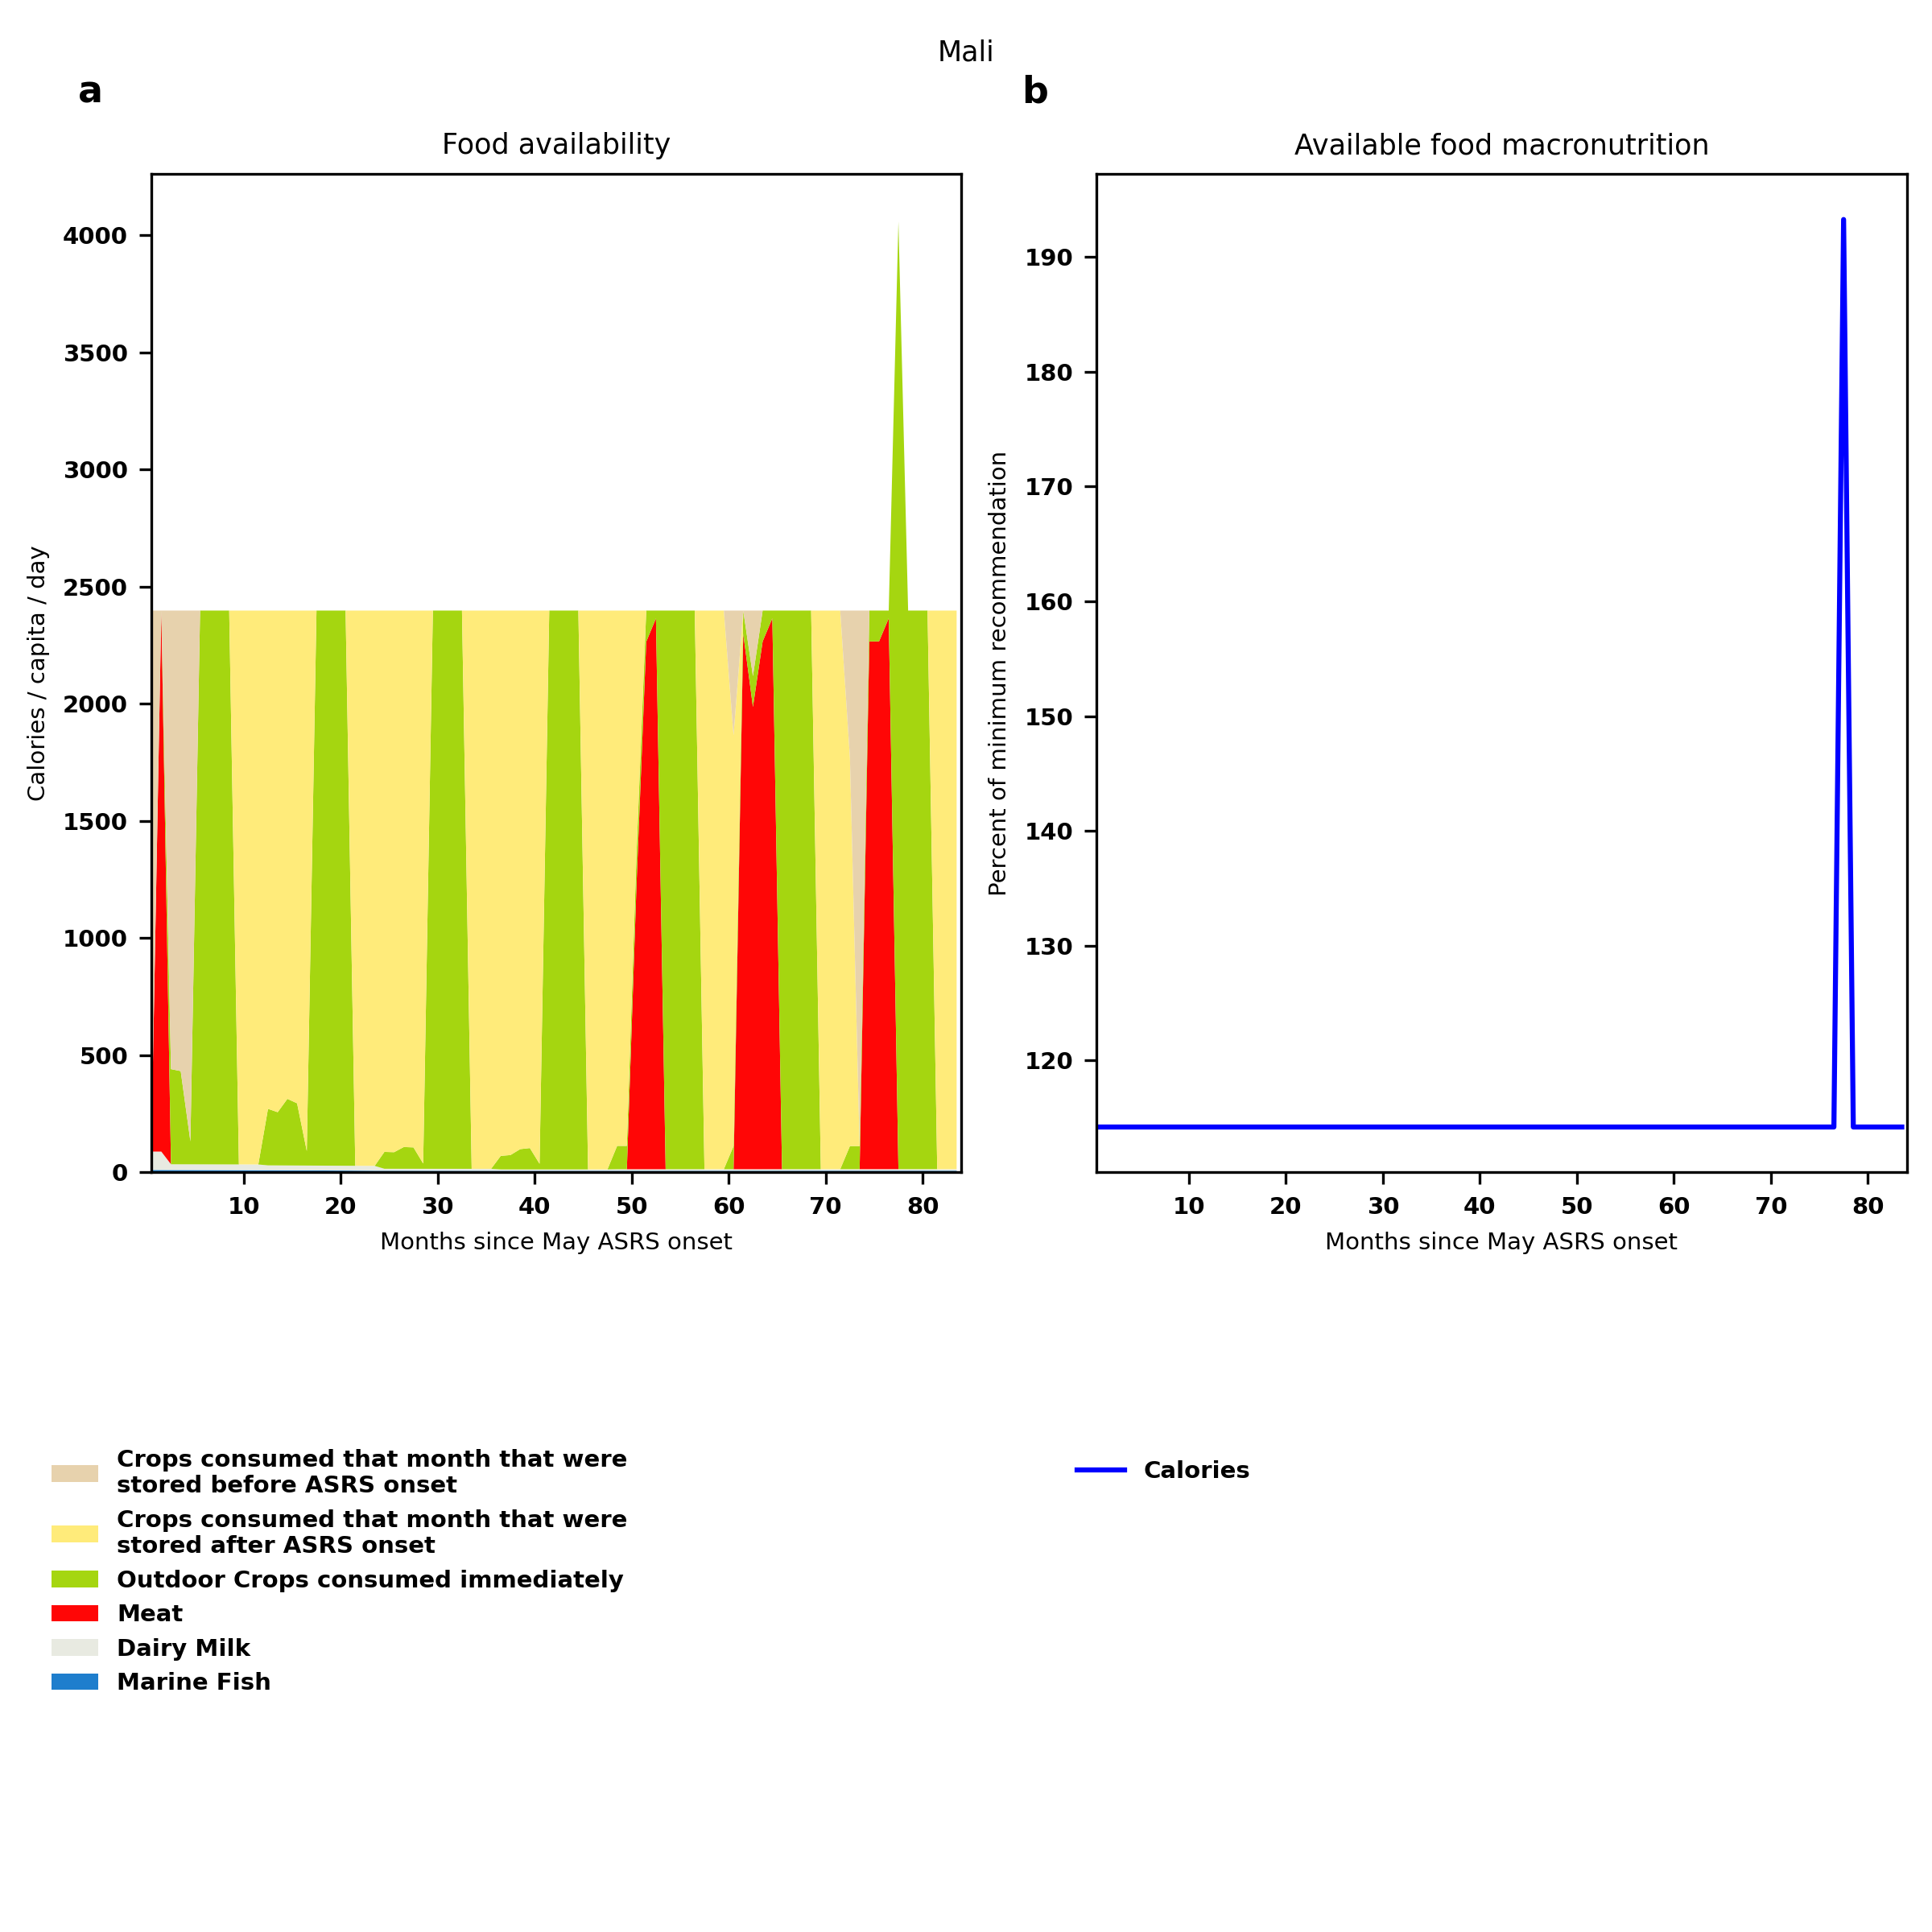 Mali
a
b
Food availability
Available food macronutrition
Calories / capita / day
4000
3500
3000
2500
2000
1500
1000
500
0
10 20 30 40 50 60 70 80
Months since May ASRS onset
Percent of minimum recommendation
190
180
170
160
150
140
130
120
10 20 30 40 50 60 70 80
Months since May ASRS onset
Crops consumed that month that were
stored before ASRS onset
Crops consumed that month that were
stored after ASRS onset
Outdoor Crops consumed immediately
Meat
Dairy Milk
Marine Fish
Calories